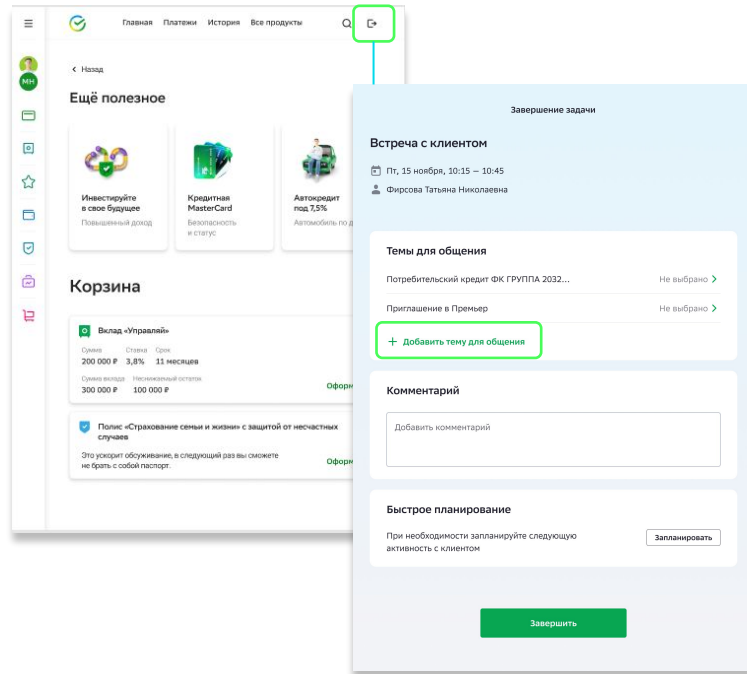 Главная Платежи История Все продукты
МН
Назад
Ещё полезное
Инвестируйте
в свое будущее
Повышенный доход
Кредитная
MasterCard
Безопасность
и статус
Автокредит
под 7,5%
Автомобиль по д
Корзина
Вклад «Управляй»
Сумма Ставка Срок
200 000 ₽ 3,8% 11 месяцев
Сумма вклада Неснижаемый остаток
300 000 ₽ 100 000 ₽
Оформ
Полис «Страхование семьи и жизни» с защитой от несчастных
случаев
Это ускорит обсуживание, в следующий раз вы сможете
не брать с собой паспорт.
Оформ
Завершение задачи
Встреча с клиентом
Пт, 15 ноября, 10:15 — 10:45
Фирсова Татьяна Николаевна
Темы для общения
Потребительский кредит ФК ГРУППА 2032... Не выбрано
Приглашение в Премьер Не выбрано
+ Добавить тему для общения
Комментарий
Добавить комментарий
Быстрое планирование
При необходимости запланируйте следующую
активность с клиентом
Запланировать
Завершить